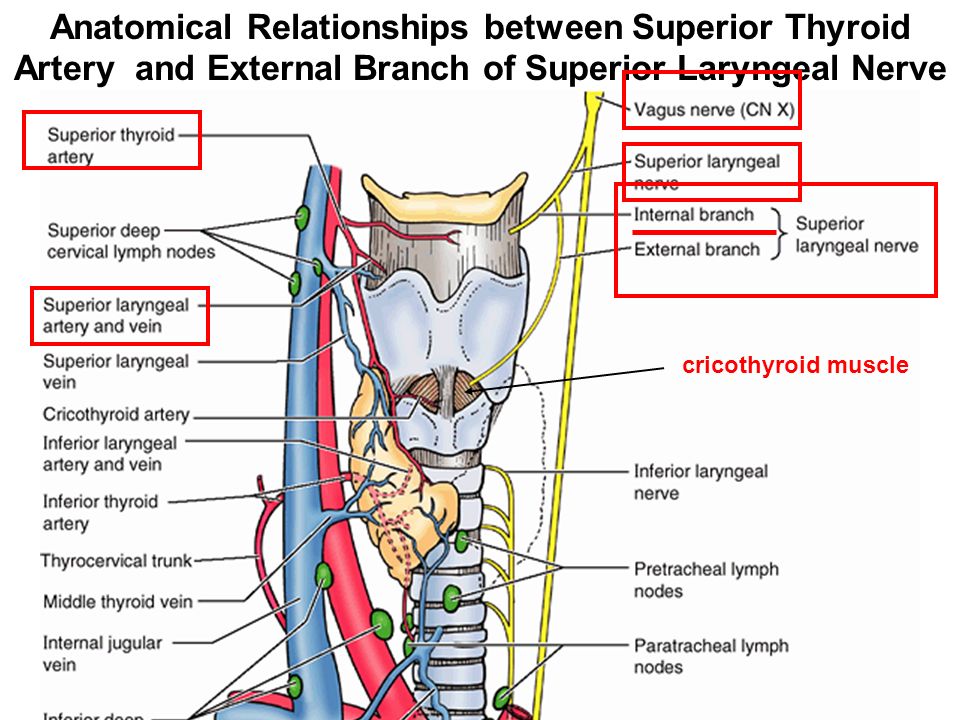 Anatomical Relationships between Superior Thyroid
Artery and External Branch of Superior Laryngeal Nerve
Superior thyroid
artery
Superior deep
cervical lymph nodes
Superior laryngeal
artery and vein
Superior laryngeal
vein
Cricothyroid artery
Inferior laryngeal
artery and vein
Inferior thyroid
artery
Thyrocervical trunk
Middle thyroid vein
Internal jugular
vein
Inferior deep
Vagus nerve (CN X)
Superior laryngeal
nerve
Internal branch
External branch
Superior
laryngeal nerve
cricothyroid muscle
Inferior laryngeal
nerve
Pretracheal lymph
nodes
Paratracheal lymph
nodes